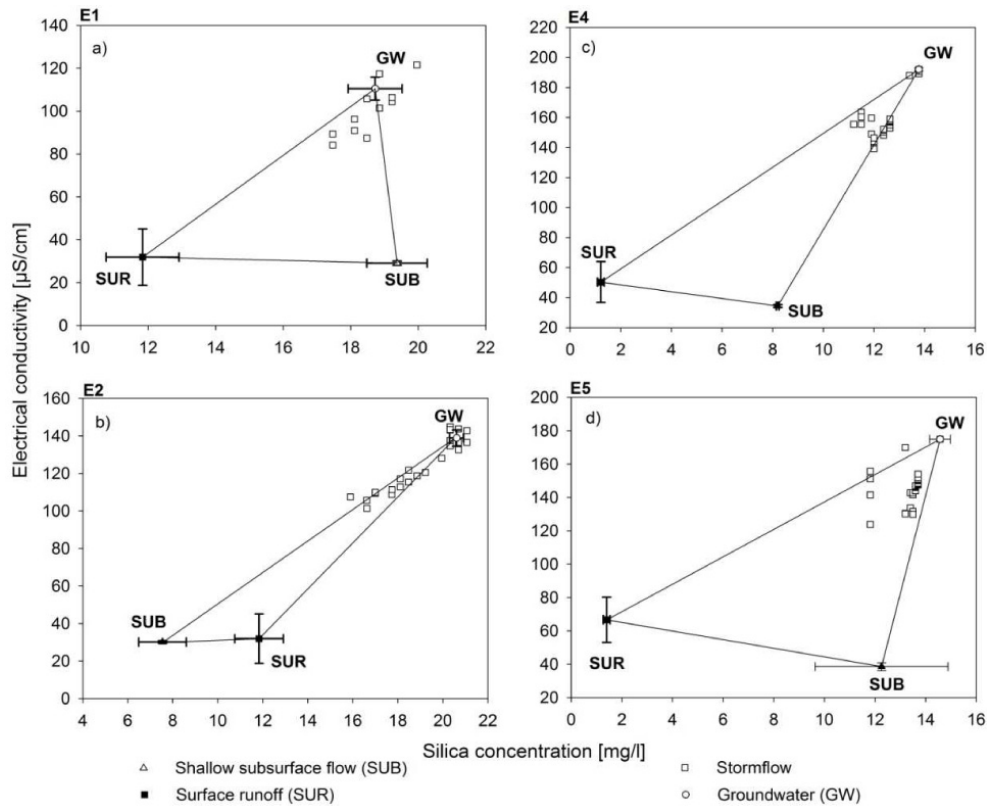 E1
a)
140
120
100
80
60
40
20
0
10 12 14 16 18 20 22
GW
SUR
SUB
E4
c)
220
200
180
160
140
120
100
80
60
40
20
0 2 4 6 8 10 12 14 16
GW
SUR
SUB
Electrical conductivity [µS/cm]
E2
b)
160
140
120
100
80
60
40
20
0
4 6 8 10 12 14 16 18 20 22
GW
SUB
SUR
E5
d)
200
180
160
140
120
100
80
60
40
20
0 2 4 6 8 10 12 14 16
GW
SUR
SUB
Silica concentration [mg/l]
Shallow subsurface flow (SUB)
Stormflow
Surface runoff (SUR)
Groundwater (GW)